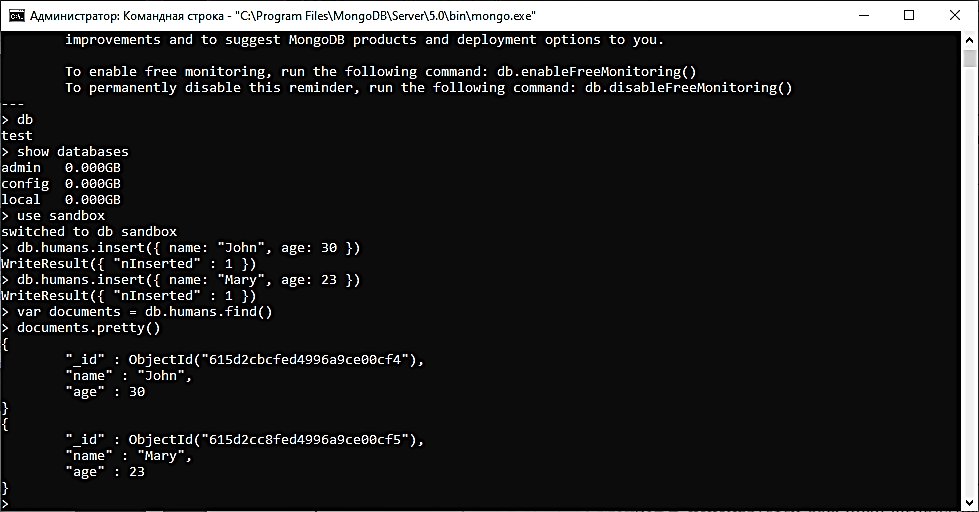 Администратор: Командная строка - "C:\Program Files\MongoDB\Server\5.0\bin\mongo.exe"
improvements and to suggest MongoDB products and deployment options to you.
To enable free monitoring, run the following command: db.enableFreeMonitoring()
To permanently disable this reminder, run the following command: db.disableFreeMonitoring()
---
> db
test
> show databases
admin   0.000GB
config  0.000GB
local   0.000GB
> use sandbox
switched to db sandbox
> db.humans.insert({ name: "John", age: 30 })
WriteResult({ "nInserted" : 1 })
> db.humans.insert({ name: "Mary", age: 23 })
WriteResult({ "nInserted" : 1 })
> var documents = db.humans.find()
> documents.pretty()
{
"_id" : ObjectId("615d2cbcfed4996a9ce00cf4"),
"name" : "John",
"age" : 30
}
{
"_id" : ObjectId("615d2cc8fed4996a9ce00cf5"),
"name" : "Mary",
"age" : 23
}
>